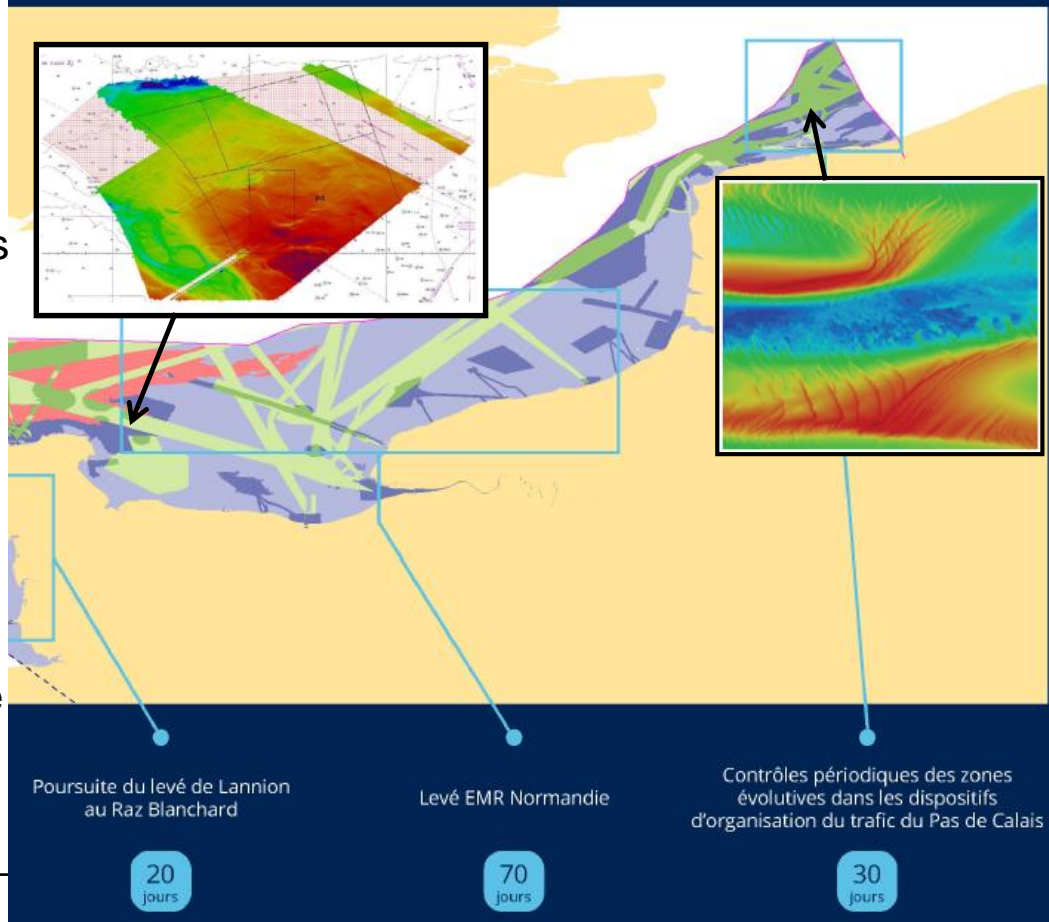 s
e
Poursuite du levé de Lannion
au Raz Blanchard
20
jours
Levé EMR Normandie
70
jours
Contrôles périodiques des zones
évolutives dans les dispositifs
d'organisation du trafic du Pas de Calais
30
jours